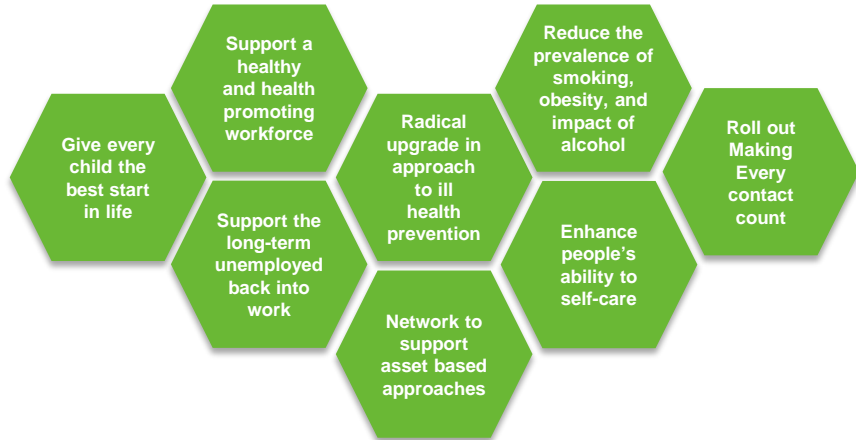 Give every
child the
best start
in life
Support a
healthy
and health
promoting
workforce
Support the
long-term
unemployed
back into
work
Radical
upgrade in
approach
to ill
health
prevention
Network to
support
asset based
approaches
Reduce the
prevalence of
smoking,
obesity, and
impact of
alcohol
Enhance
people's
ability to
self-care
Roll out
Making
Every
contact
count